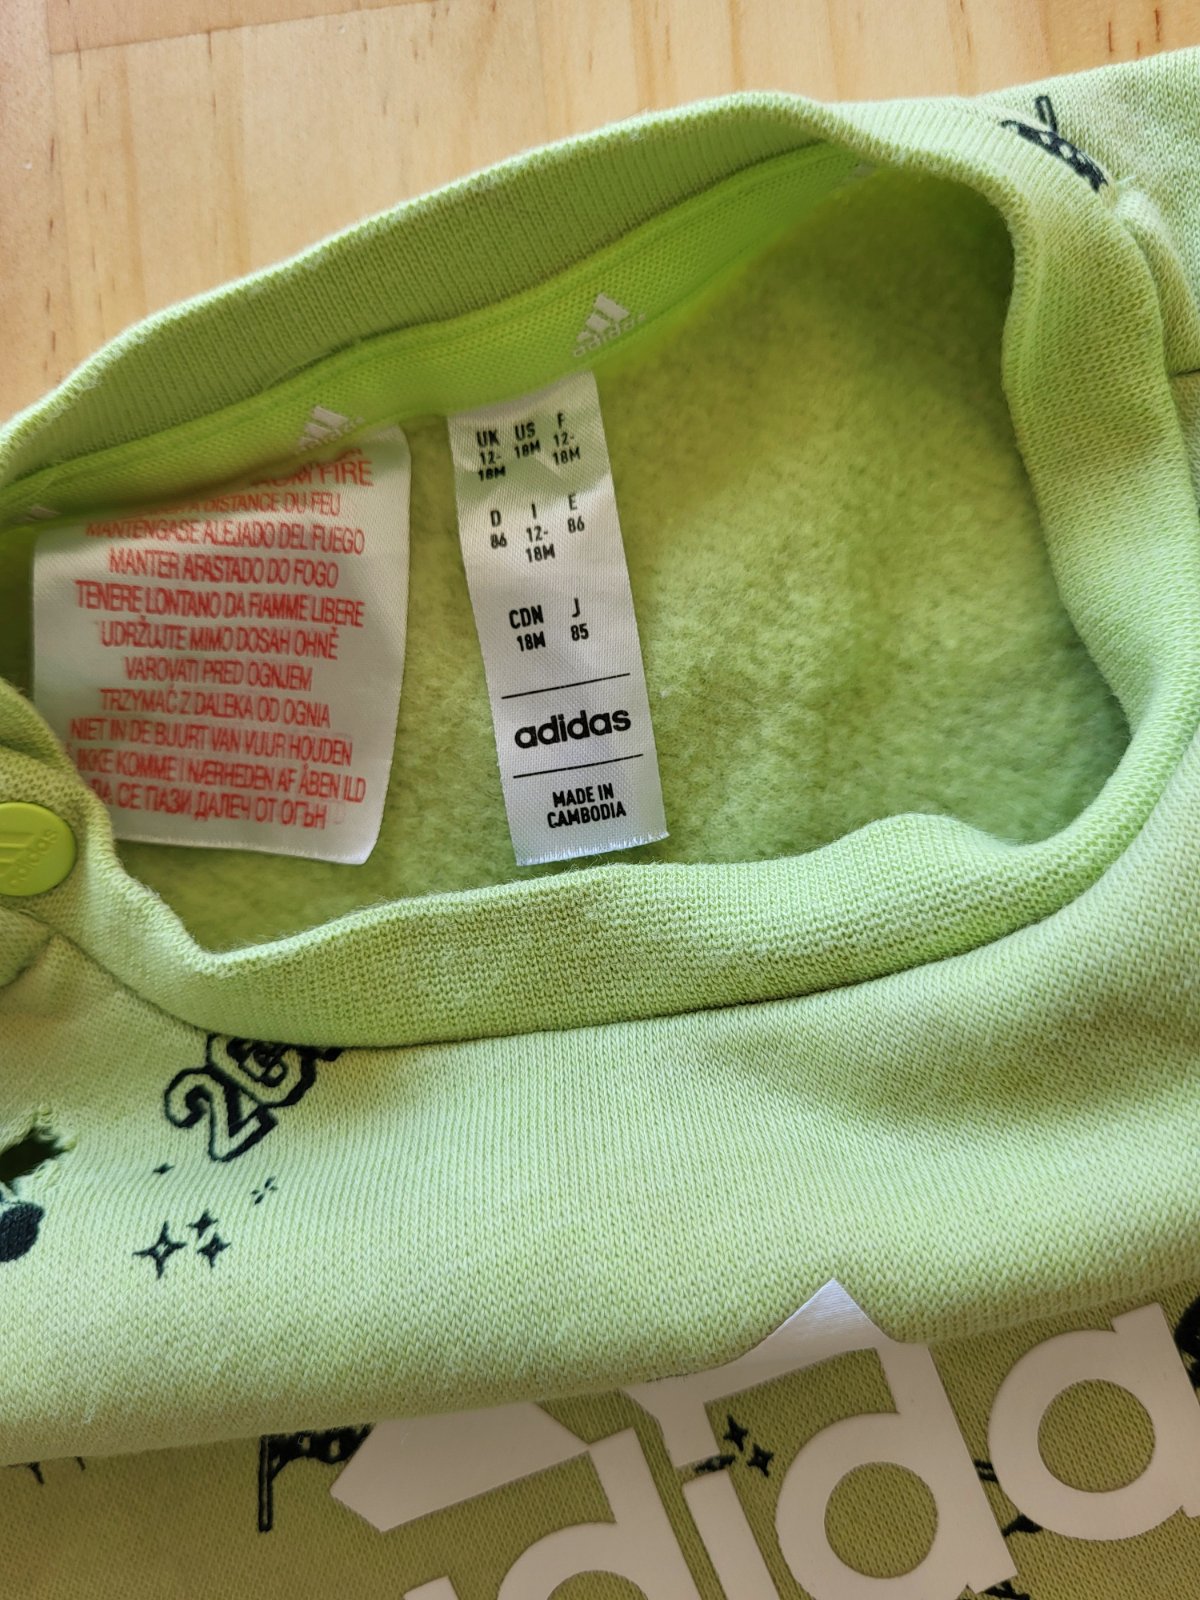 adidas
adidas
FIRE
DISTANCE DU FEU
MANTENGASE ALEJADO DEL FUEGO
MANTER AFASTADO DO FOGO
TENERE LONTANO DA FIAMME LIBERE
UDRŽUJTE MIMO DOSAH OHNĚ
VAROVATI PRED OGNJEM
TRZYMAĆ Z DALEKA OD OGNIA
NIET IN DE BUURT VAN VUUR HOUDEN
IKKE KOMME I NÆRHEDEN AF ÅBEN ILD
ДА СЕ ПАЗИ ДАЛЕЧ ОТ ОГЪН
UK US F
12-18M 18M 12-18M
D I E
86 12-18M 86
CDN J
18M 85
adidas
MADE IN
CAMBODIA
adidas